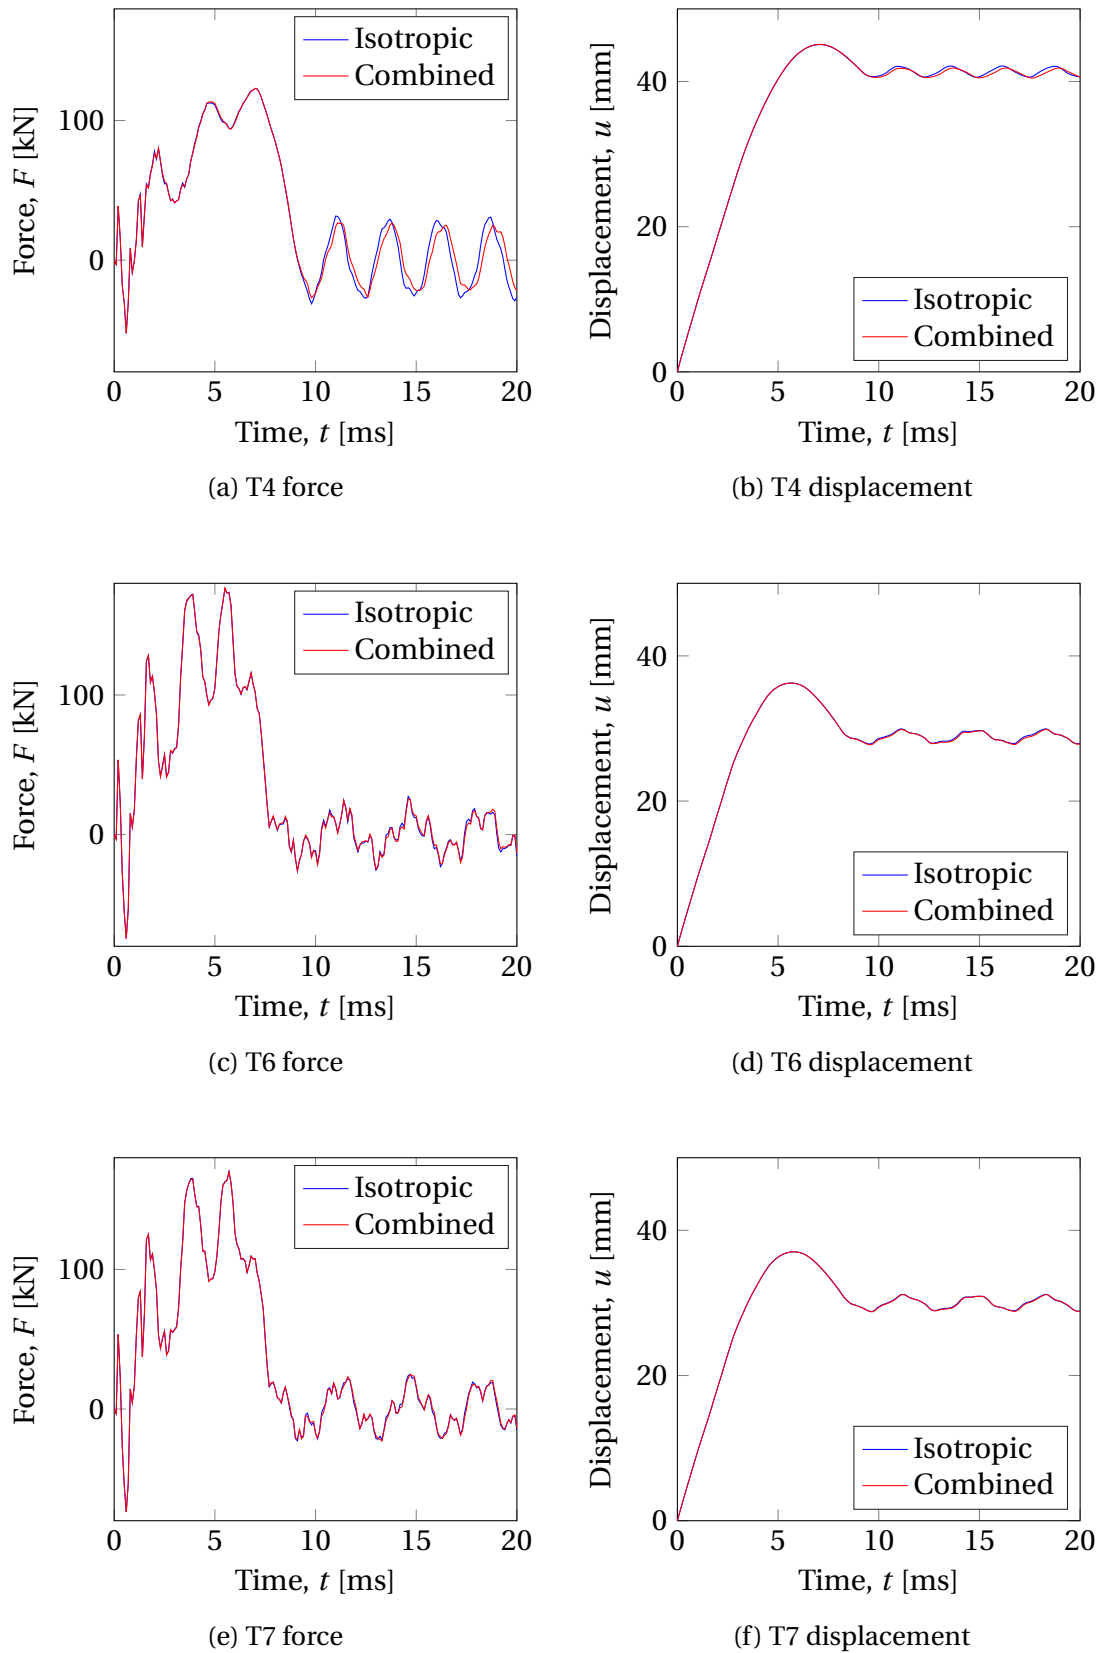 Isotropic
Combined
100
0
Force, F [kN]
0 5 10 15 20
Time, t [ms]
(a) T4 force
40
20
0
Displacement, u [mm]
Isotropic
Combined
0 5 10 15 20
Time, t [ms]
(b) T4 displacement
Isotropic
Combined
100
0
Force, F [kN]
0 5 10 15 20
Time, t [ms]
(c) T6 force
40
20
0
Displacement, u [mm]
Isotropic
Combined
0 5 10 15 20
Time, t [ms]
(d) T6 displacement
Isotropic
Combined
100
0
Force, F [kN]
0 5 10 15 20
Time, t [ms]
(e) T7 force
40
20
0
Displacement, u [mm]
Isotropic
Combined
0 5 10 15 20
Time, t [ms]
(f) T7 displacement